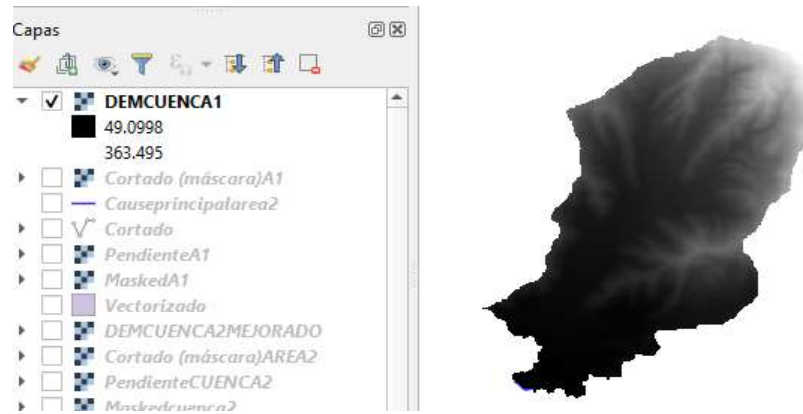 Capas
DEMCUENCA1
49.0998
363.495
Cortado (máscara)A1
Causeprincipalarea2
Cortado
PendienteA1
MaskedA1
Vectorizado
DEMCUENCA2MEJORADO
Cortado (máscara)AREA2
PendienteCUENCA2
Maskedcuenca2